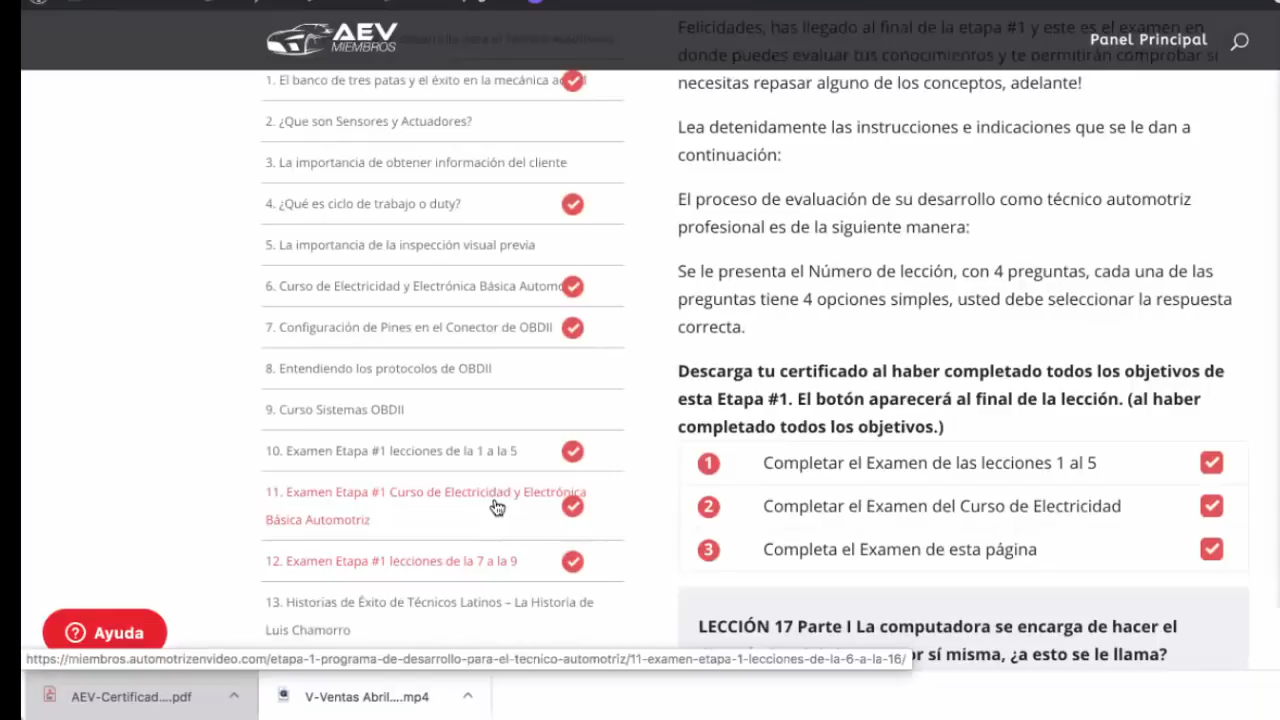 AEV
MIEMBROS
Panel Principal
1. El banco de tres patas y el éxito en la mecánica
2. ¿Que son Sensores y Actuadores?
3. La importancia de obtener información del cliente
4. ¿Qué es ciclo de trabajo o duty?
5. La importancia de la inspección visual previa
6. Curso de Electricidad y Electrónica Básica Automo
7. Configuración de Pines en el Conector de OBDII
8. Entendiendo los protocolos de OBDII
9. Curso Sistemas OBDII
10. Examen Etapa #1 lecciones de la 1 a la 5
11. Examen Etapa #1 Curso de Electricidad y Electrónica
Básica Automotriz
12. Examen Etapa #1 lecciones de la 7 a la 9
13. Historias de Éxito de Técnicos Latinos – La Historia de
Luis Chamorro
Felicidades, has llegado al final de la etapa #1 y este es el examen en
donde puedes evaluar tus conocimientos y te permitirán comprobar si
necesitas repasar alguno de los conceptos, adelante!
Lea detenidamente las instrucciones e indicaciones que se le dan a
continuación:
El proceso de evaluación de su desarrollo como técnico automotriz
profesional es de la siguiente manera:
Se le presenta el Número de lección, con 4 preguntas, cada una de las
preguntas tiene 4 opciones simples, usted debe seleccionar la respuesta
correcta.
Descarga tu certificado al haber completado todos los objetivos de
esta Etapa #1. El botón aparecerá al final de la lección. (al haber
completado todos los objetivos.)
1 Completar el Examen de las lecciones 1 al 5
2 Completar el Examen del Curso de Electricidad
3 Completa el Examen de esta página
LECCIÓN 17 Parte I La computadora se encarga de hacer el
sí misma, ¿a esto se le llama?
Ayuda
https://miembros.automotrizenvideo.com/etapa-1-programa-de-desarrollo-para-el-tecnico-automotriz/11-examen-etapa-1-lecciones-de-la-6-a-la-16/
AEV-Certificad....pdf
V-Ventas Abril....mp4